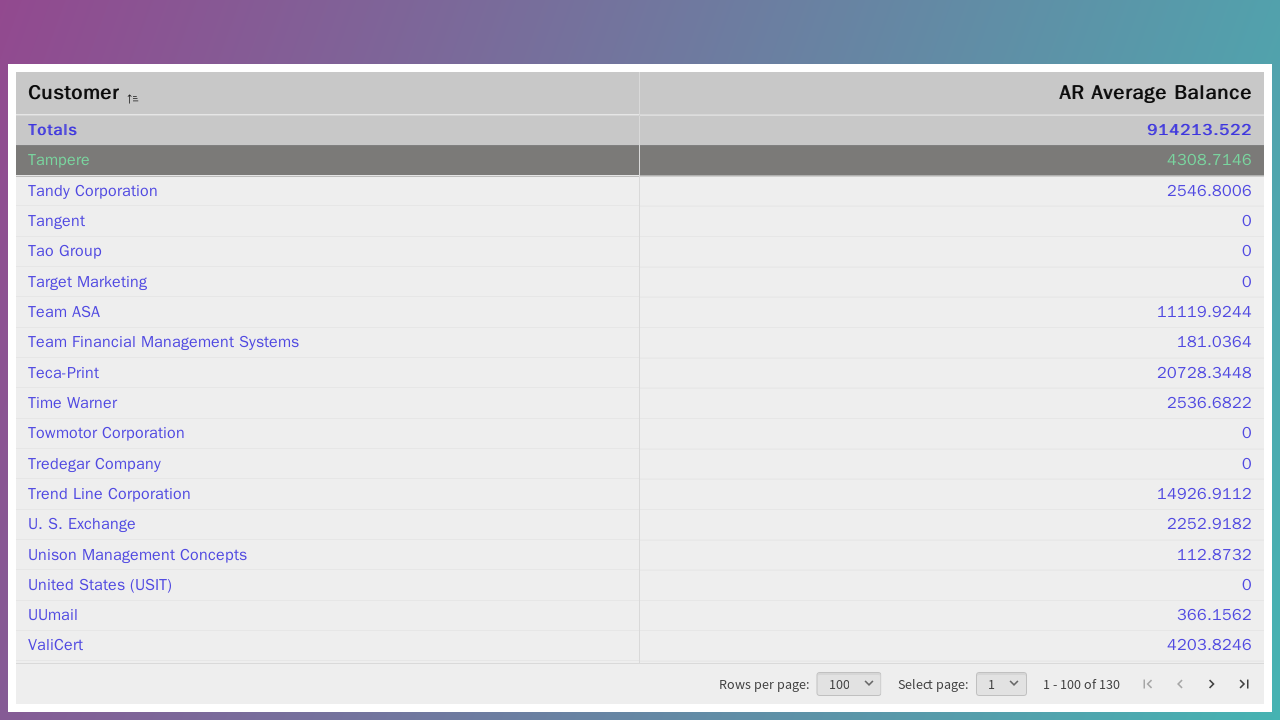 Customer AR Average Balance
Totals 914213.522
Tampere 4308.7146
Tandy Corporation 2546.8006
Tangent 0
Tao Group 0
Target Marketing 0
Team ASA 11119.9244
Team Financial Management Systems 181.0364
Teca-Print 20728.3448
Time Warner 2536.6822
Towmotor Corporation 0
Tredegar Company 0
Trend Line Corporation 14926.9112
U. S. Exchange 2252.9182
Unison Management Concepts 112.8732
United States (USIT) 0
UUmail 366.1562
ValiCert 4203.8246
Rows per page: 100 Select page: 1 1 - 100 of 130